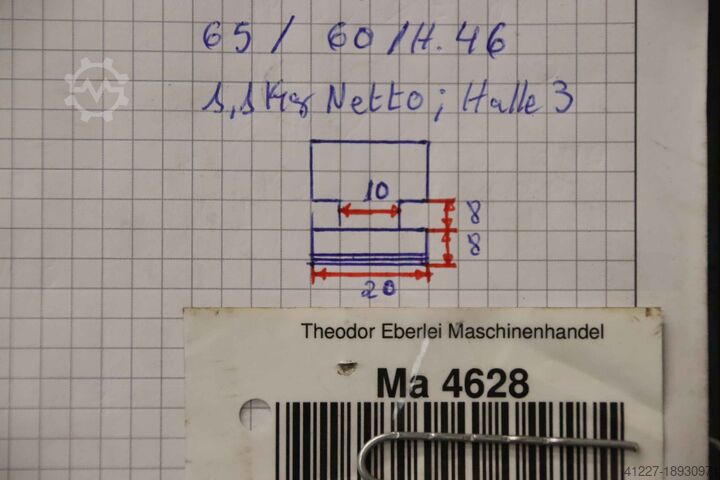 65 / 60 / H. 46
1,1 Kg Netto ; Halle 3
10
8
8
20
Theodor Eberlei Maschinenhandel
Ma 4628
41227-1893097